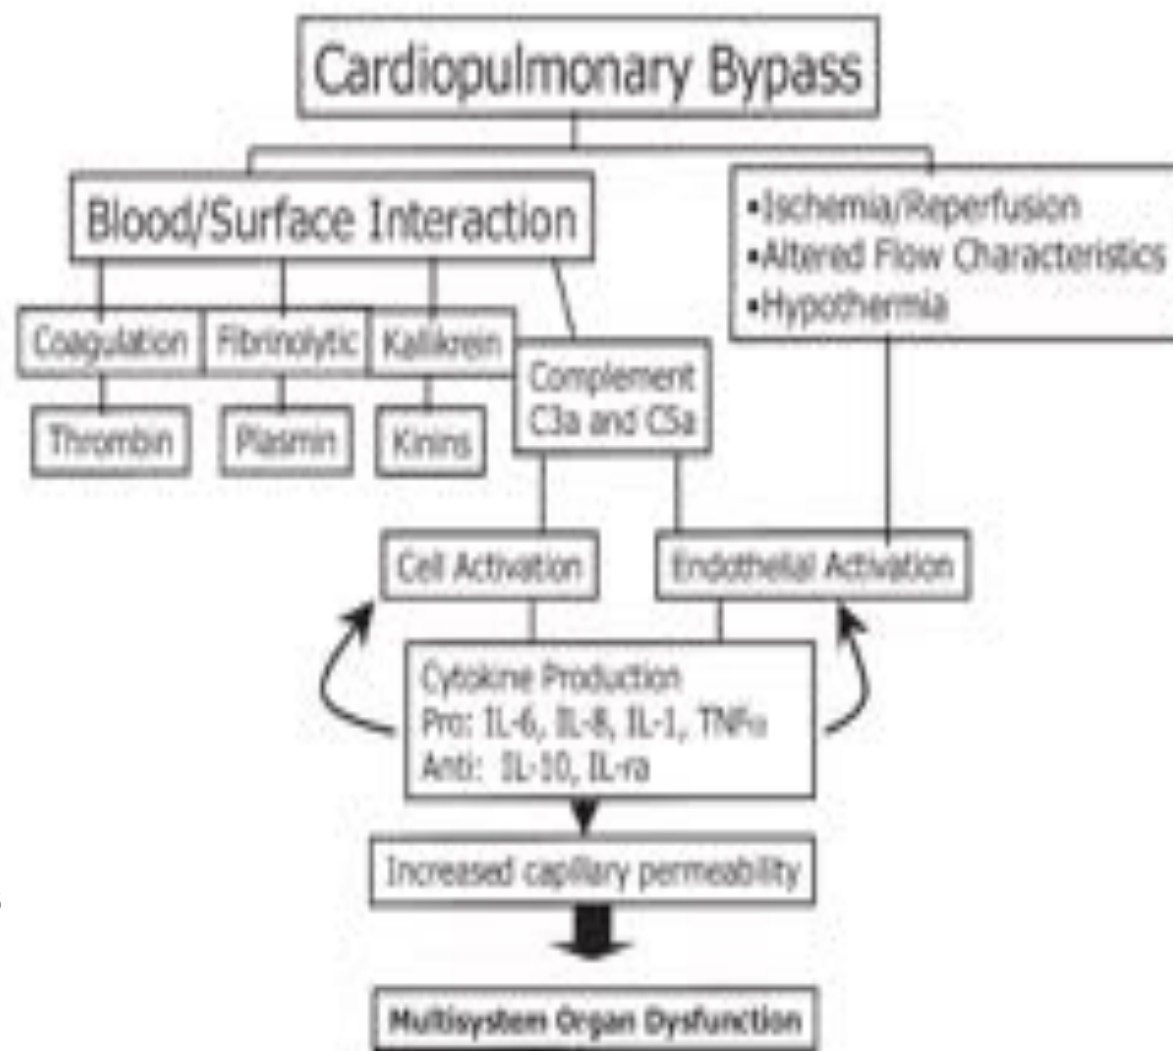 Cardiopulmonary Bypass
Blood/Surface Interaction
•Ischemia/Reperfusion
•Altered Flow Characteristics
•Hypothermia
Coagulation
Fibrinolytic
Kallikrein
Complement
C3a and C5a
Thrombin
Plasmin
Kinins
Cell Activation
Endothelial Activation
Cytokine Production
Pro: IL-6, IL-8, IL-1, TNFα
Anti: IL-10, IL-ra
Increased capillary permeability
Multisystem Organ Dysfunction